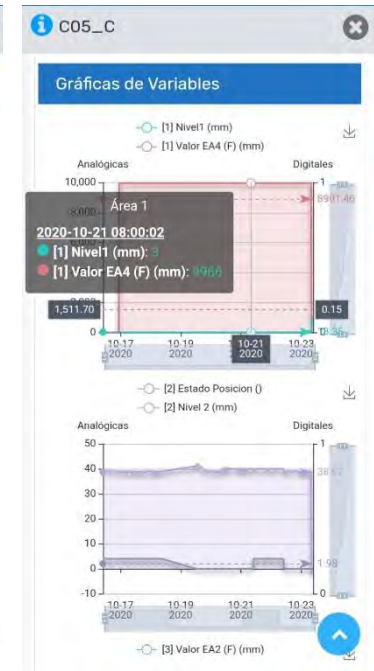 C05_C
Gráficas de Variables
[1] Nivel1 (mm)
[1] Valor EA4 (F) (mm)
Analógicas Digitales
10,000 1
8901.46
Área 1
2020-10-21 08:00:02
[1] Nivel1 (mm): 3
[1] Valor EA4 (F) (mm): 9966
1,511.70 0.15
0
10-17 2020 10-19 2020 10-21 2020 10-23 2020
[2] Estado Posicion ()
[2] Nivel 2 (mm)
Analógicas Digitales
50 1
40
30
20
10
1.99
0
-10 0
10-17 2020 10-19 2020 10-21 2020 10-23 2020
[3] Valor EA2 (F) (mm)